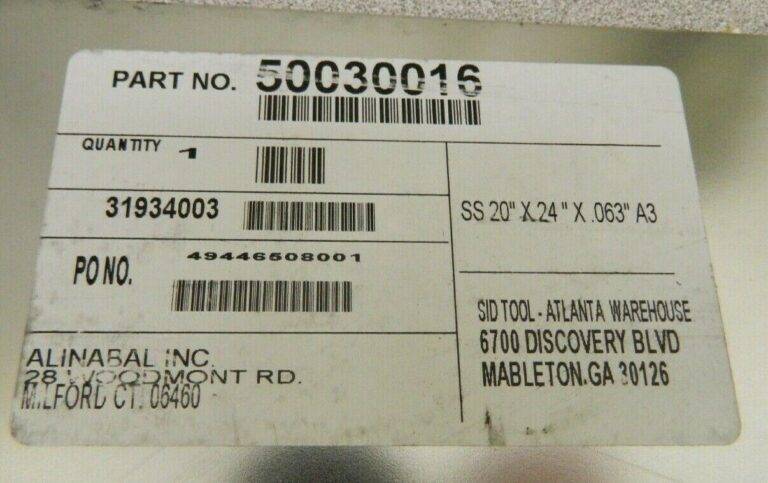 PART NO. 50030016
QUANTITY 1
31934003
SS 20" X 24" X .063" A3
PO NO. 49446508001
SID TOOL - ATLANTA WAREHOUSE
6700 DISCOVERY BLVD
MABLETON.GA 30126
ALINABAL INC.
28 WOODMONT RD.
MILFORD CT. 06460